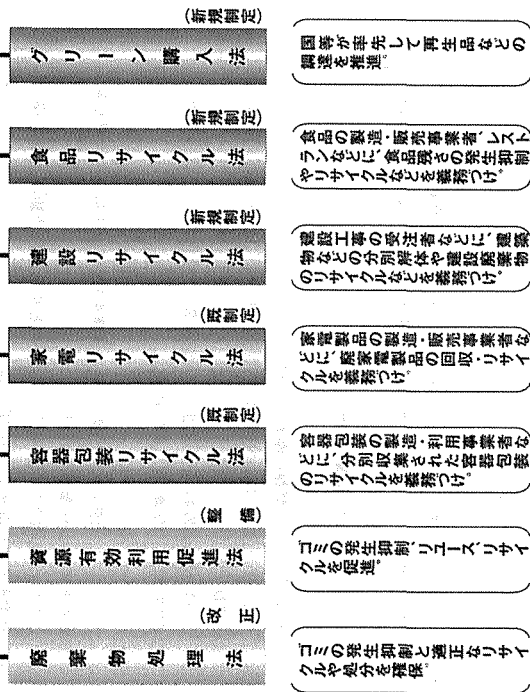 グリーン購入法
(新規制定)
国等が率先して再生品などの
調達を推進。
食品リサイクル法
(新規制定)
食品の製造・販売事業者、レスト
ランなどに、食品残さの発生抑制
やリサイクルなどを義務づけ。
建設リサイクル法
(新規制定)
建設工事の受注者などに、建築
物などの分別解体や建設廃棄物
のリサイクルなどを義務づけ。
家電リサイクル法
(既制定)
家電製品の製造・販売事業者な
どに、廃家電製品の回収・リサイ
クルを義務づけ。
容器包装リサイクル法
(既制定)
容器包装の製造・利用事業者な
どに、分別収集された容器包装
のリサイクルを義務づけ。
資源有効利用促進法
(整備)
ゴミの発生抑制、リユース、リサイ
クルを促進。
廃棄物処理法
(改正)
ゴミの発生抑制と適正なリサイ
クルや処分を確保。